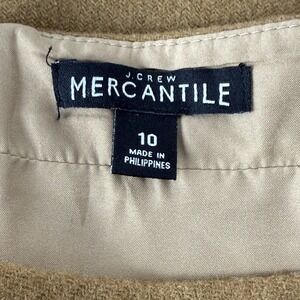 J.CREW
MERCANTILE
10
MADE IN
PHILIPPINES